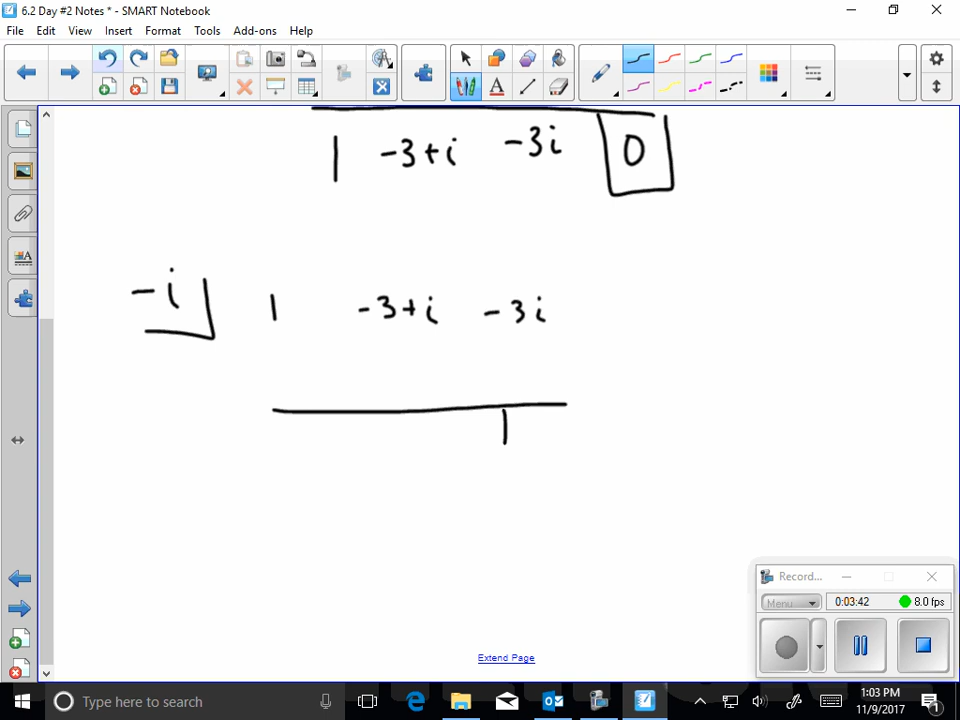 6.2 Day #2 Notes * - SMART Notebook
File Edit View Insert Format Tools Add-ons Help
1 -3+i -3i 0
-i 1 -3+i -3i
Record...
Menu 0:03:42 8.0 fps
Extend Page
Type here to search
1:03 PM
11/9/2017
1